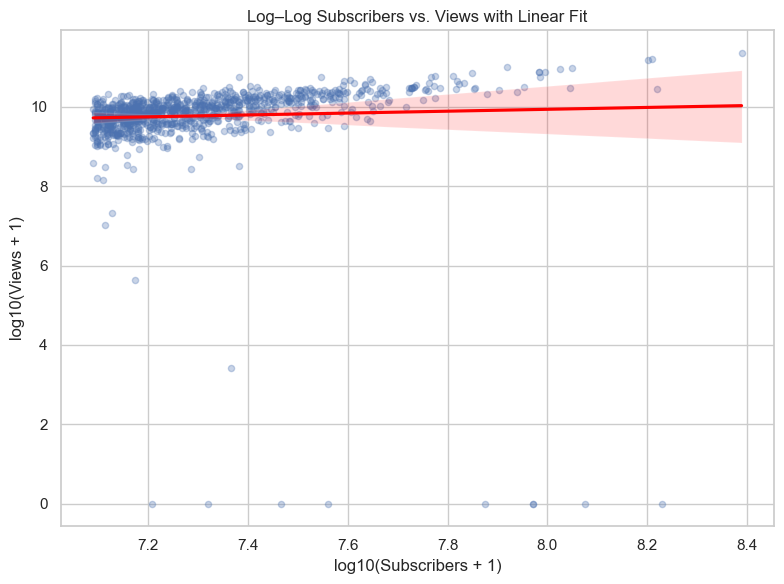 Log–Log Subscribers vs. Views with Linear Fit
log10(Views + 1)
10
8
6
4
2
0
7.2 7.4 7.6 7.8 8.0 8.2 8.4
log10(Subscribers + 1)